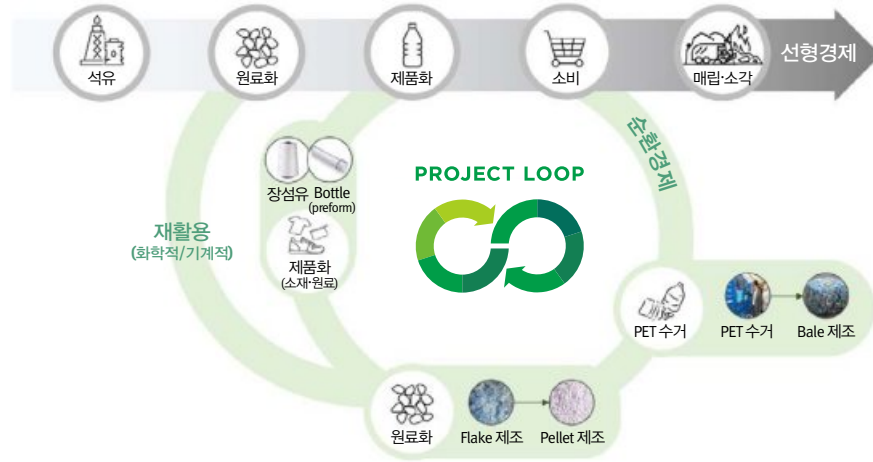 석유
원료화
제품화
소비
매립·소각
선형경제
순환경제
장섬유 Bottle
(preform)
PROJECT LOOP
재활용
(화학적/기계적)
제품화
(소재·원료)
PET 수거
PET 수거
Bale 제조
원료화
Flake 제조
Pellet 제조